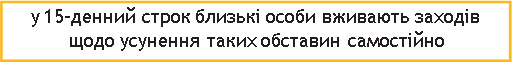 у 15-денний строк близькі особи вживають заходів
щодо усунення таких обставин самостійно